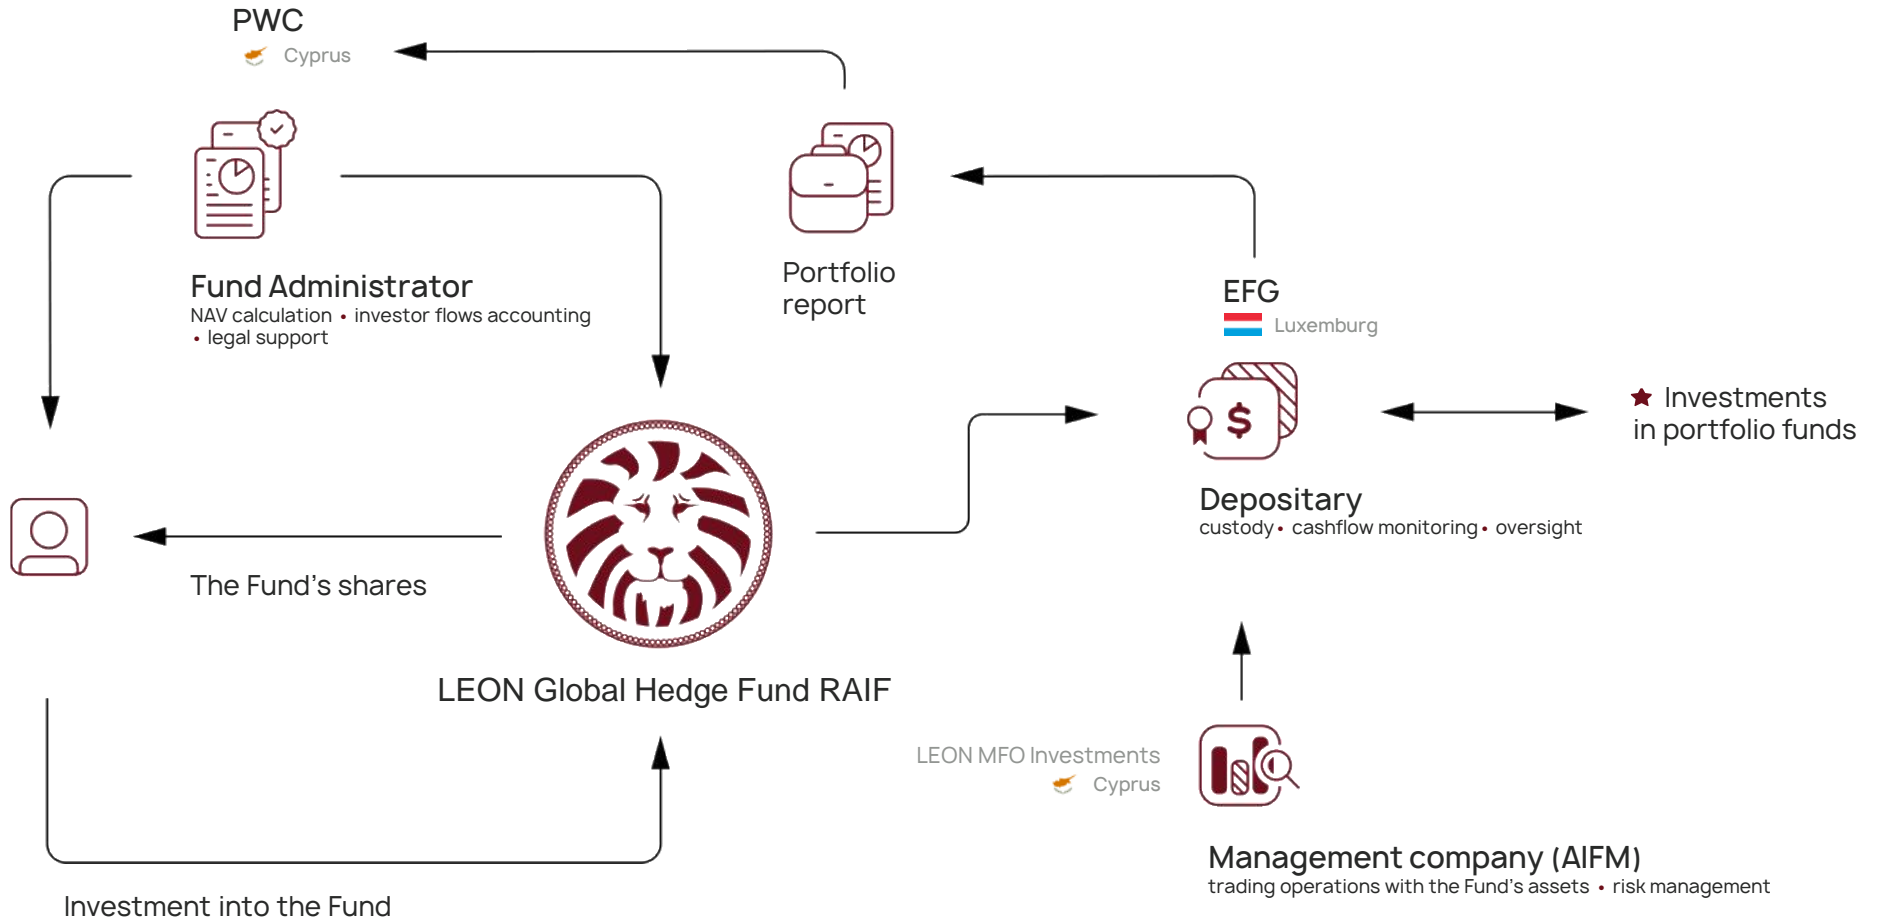 PWC
Cyprus
Fund Administrator
NAV calculation • investor flows accounting
• legal support
Portfolio
report
EFG
Luxemburg
$
★ Investments
in portfolio funds
Depositary
custody • cashflow monitoring • oversight
The Fund's shares
LEON Global Hedge Fund RAIF
LEON MFO Investments
Cyprus
Management company (AIFM)
trading operations with the Fund's assets • risk management
Investment into the Fund